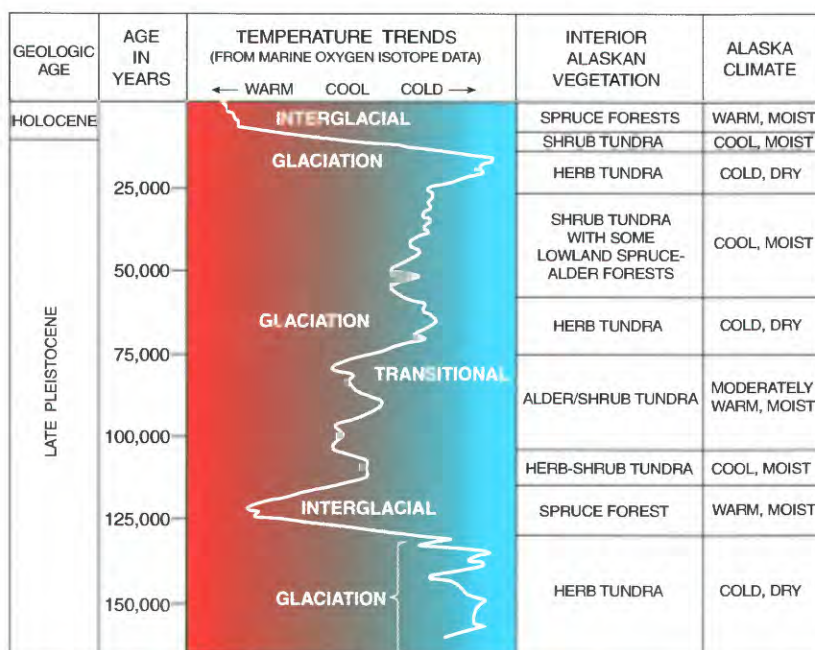 GEOLOGIC
AGE
AGE
IN
YEARS
TEMPERATURE TRENDS
(FROM MARINE OXYGEN ISOTOPE DATA)
← WARM COOL COLD →
INTERIOR
ALASKAN
VEGETATION
ALASKA
CLIMATE
HOLOCENE
INTERGLACIAL
SPRUCE FORESTS
WARM, MOIST
SHRUB TUNDRA
COOL, MOIST
GLACIATION
25,000
HERB TUNDRA
COLD, DRY
SHRUB TUNDRA
WITH SOME
LOWLAND SPRUCE-
ALDER FORESTS
COOL, MOIST
50,000
LATE PLEISTOCENE
GLACIATION
HERB TUNDRA
COLD, DRY
75,000
TRANSITIONAL
ALDER/SHRUB TUNDRA
MODERATELY
WARM, MOIST
100,000
HERB-SHRUB TUNDRA
COOL, MOIST
INTERGLACIAL
SPRUCE FOREST
WARM, MOIST
125,000
GLACIATION
HERB TUNDRA
COLD, DRY
150,000